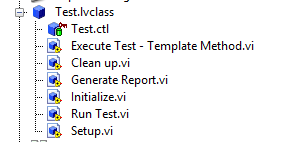 Test.lvclass
Test.ctl
Execute Test - Template Method.vi
Clean up.vi
Generate Report.vi
Initialize.vi
Run Test.vi
Setup.vi